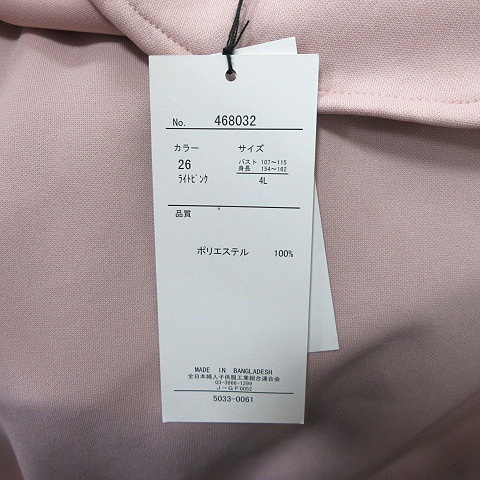 No. 468032
カラー サイズ
26 バスト 107～115
身長 154～162
ライトピンク 4L
品質
ポリエステル 100%
MADE IN BANGLADESH
全日本婦人子供服工業組合連合会
03-3866-1299
J-GF0052
5033-0061